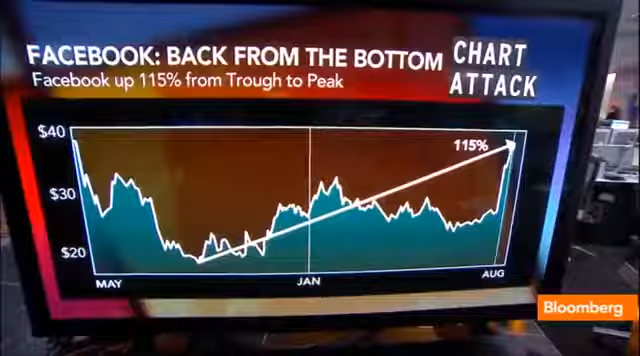 FACEBOOK: BACK FROM THE BOTTOM
Facebook up 115% from Trough to Peak
CHART
ATTACK
$40
115%
$30
$20
MAY
JAN
AUG
Bloomberg